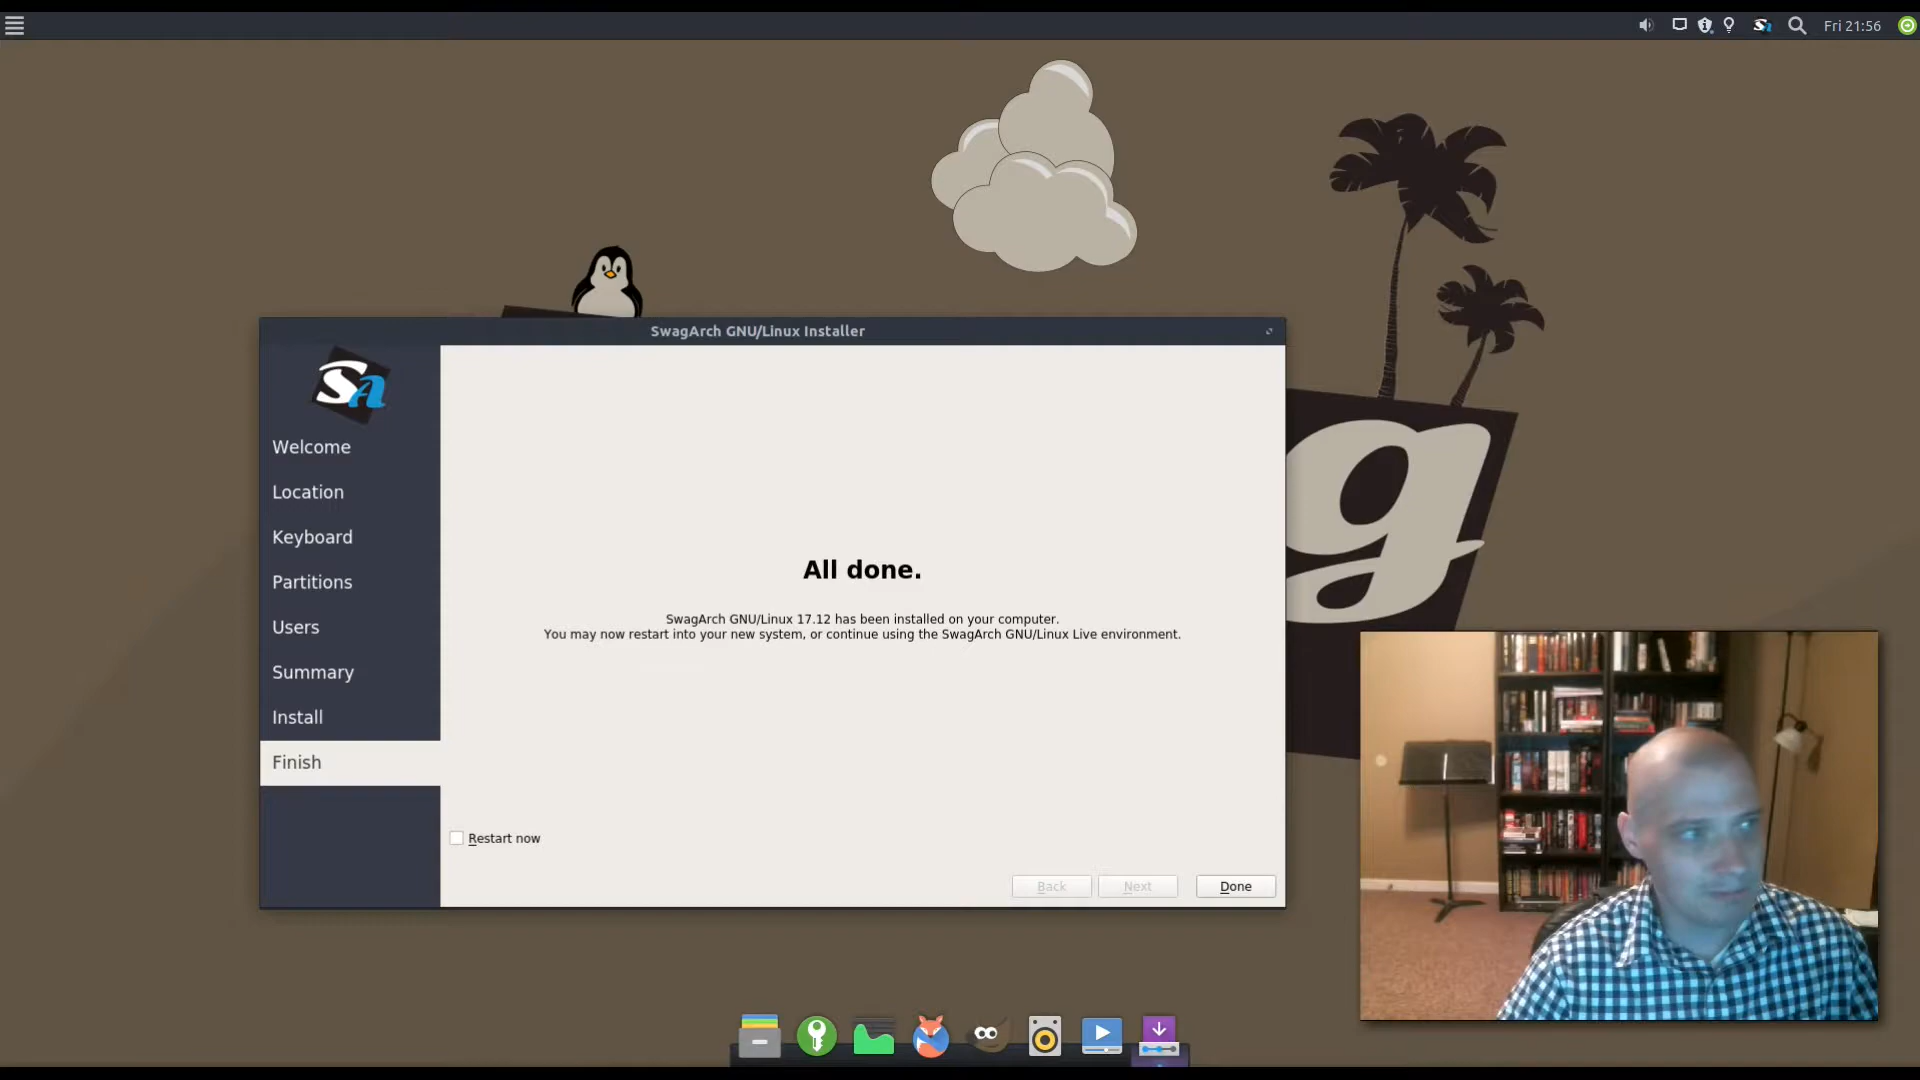 Fri 21:56
SwagArch GNU/Linux Installer
SA
Welcome
Location
Keyboard
Partitions
Users
Summary
Install
Finish
All done.
SwagArch GNU/Linux 17.12 has been installed on your computer.
You may now restart into your new system, or continue using the SwagArch GNU/Linux Live environment.
Restart now
Back
Next
Done
g